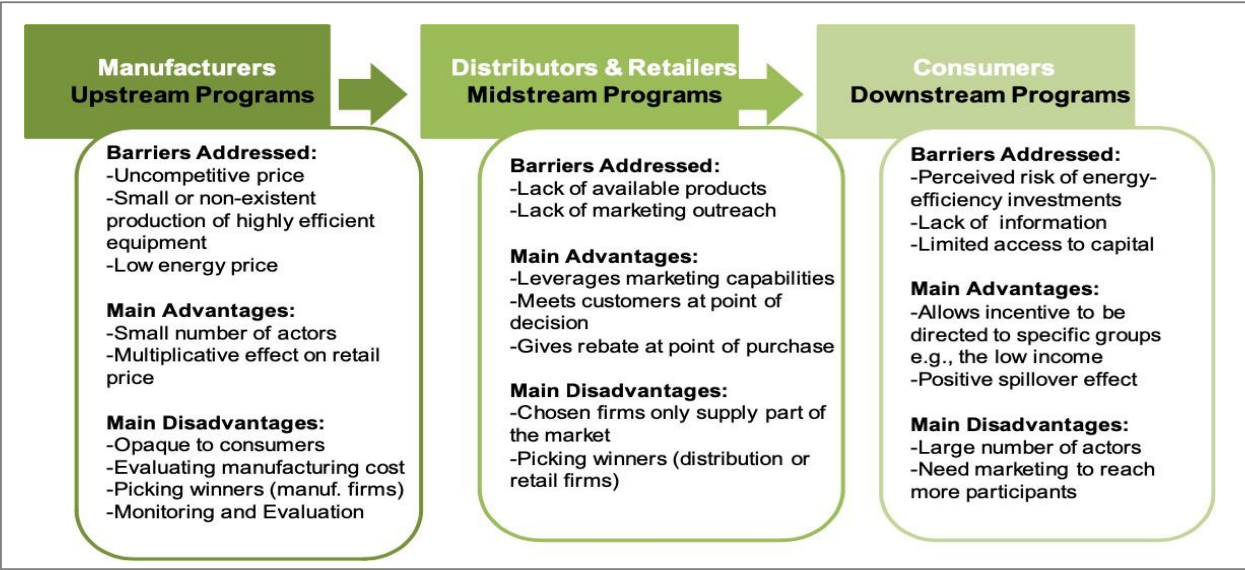 Manufacturers
Upstream Programs
Barriers Addressed:
-Uncompetitive price
-Small or non-existent
production of highly efficient
equipment
-Low energy price
Main Advantages:
-Small number of actors
-Multiplicative effect on retail
price
Main Disadvantages:
-Opaque to consumers
-Evaluating manufacturing cost
-Picking winners (manuf. firms)
-Monitoring and Evaluation
Distributors & Retailers
Midstream Programs
Barriers Addressed:
-Lack of available products
-Lack of marketing outreach
Main Advantages:
-Leverages marketing capabilities
-Meets customers at point of
decision
-Gives rebate at point of purchase
Main Disadvantages:
-Chosen firms only supply part of
the market
-Picking winners (distribution or
retail firms)
Consumers
Downstream Programs
Barriers Addressed:
-Perceived risk of energy-
efficiency investments
-Lack of  information
-Limited access to capital
Main Advantages:
-Allows incentive to be
directed to specific groups
e.g., the low income
-Positive spillover effect
Main Disadvantages:
-Large number of actors
-Need marketing to reach
more participants